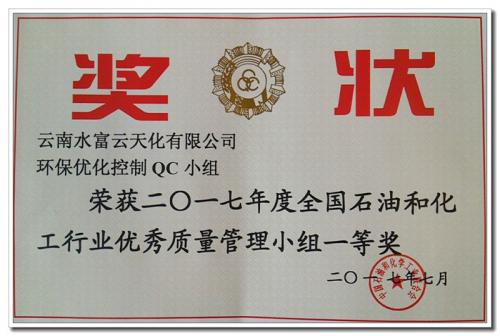 奖 状
云南水富云天化有限公司
环保优化控制QC小组
荣获二〇一七年度全国石油和化
工行业优秀质量管理小组一等奖
二〇一七年七月